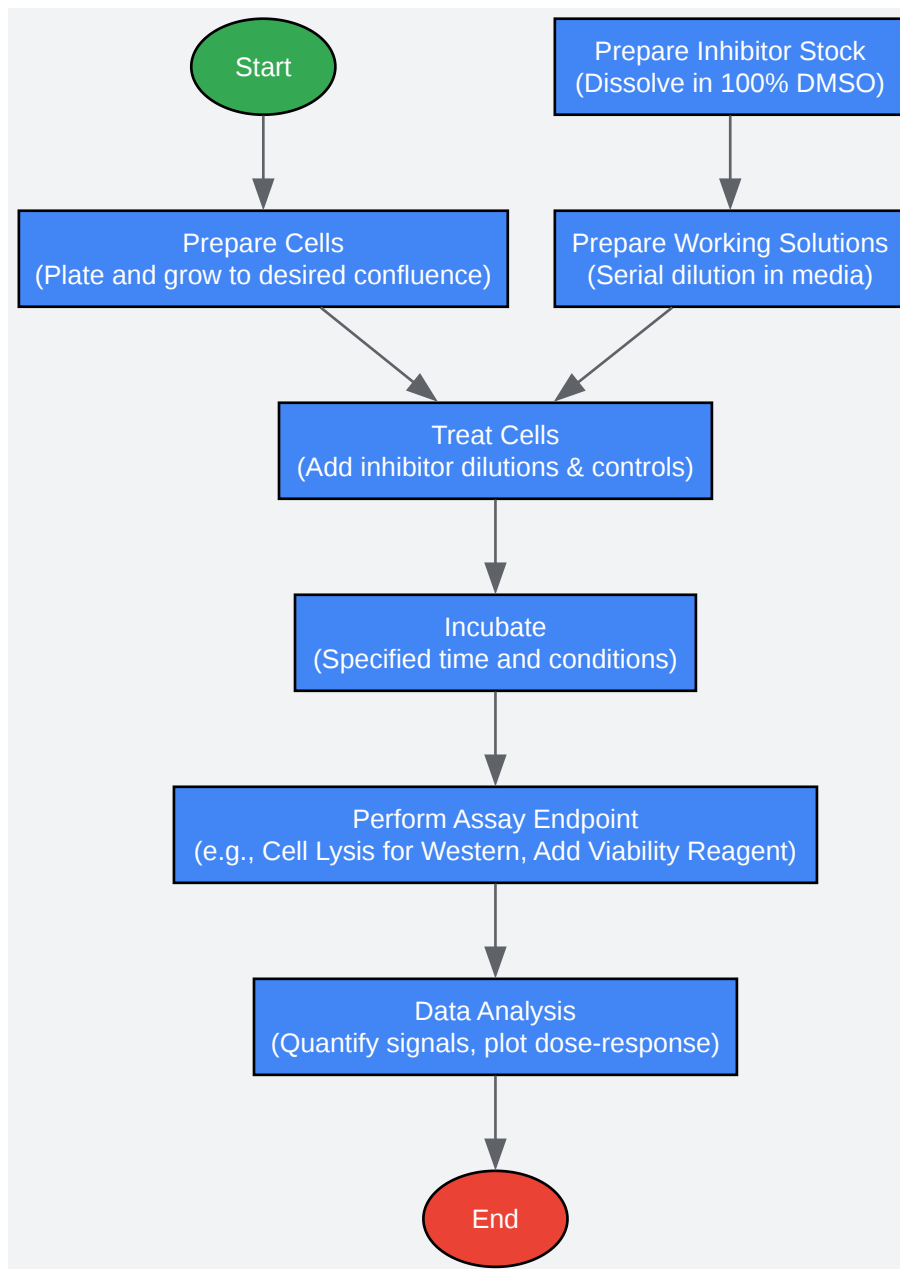 Start
Prepare Inhibitor Stock
(Dissolve in 100% DMSO)
Prepare Cells
(Plate and grow to desired confluence)
Prepare Working Solutions
(Serial dilution in media)
Treat Cells
(Add inhibitor dilutions & controls)
Incubate
(Specified time and conditions)
Perform Assay Endpoint
(e.g., Cell Lysis for Western, Add Viability Reagent)
Data Analysis
(Quantify signals, plot dose-response)
End